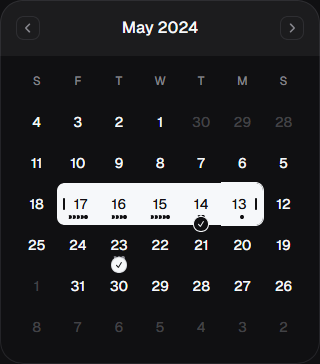 May 2024
S F T W T M S
4 3 2 1 30 29 28
11 10 9 8 7 6 5
18 17 16 15 14 13 12
25 24 23 22 21 20 19
1 31 30 29 28 27 26
8 7 6 5 4 3 2